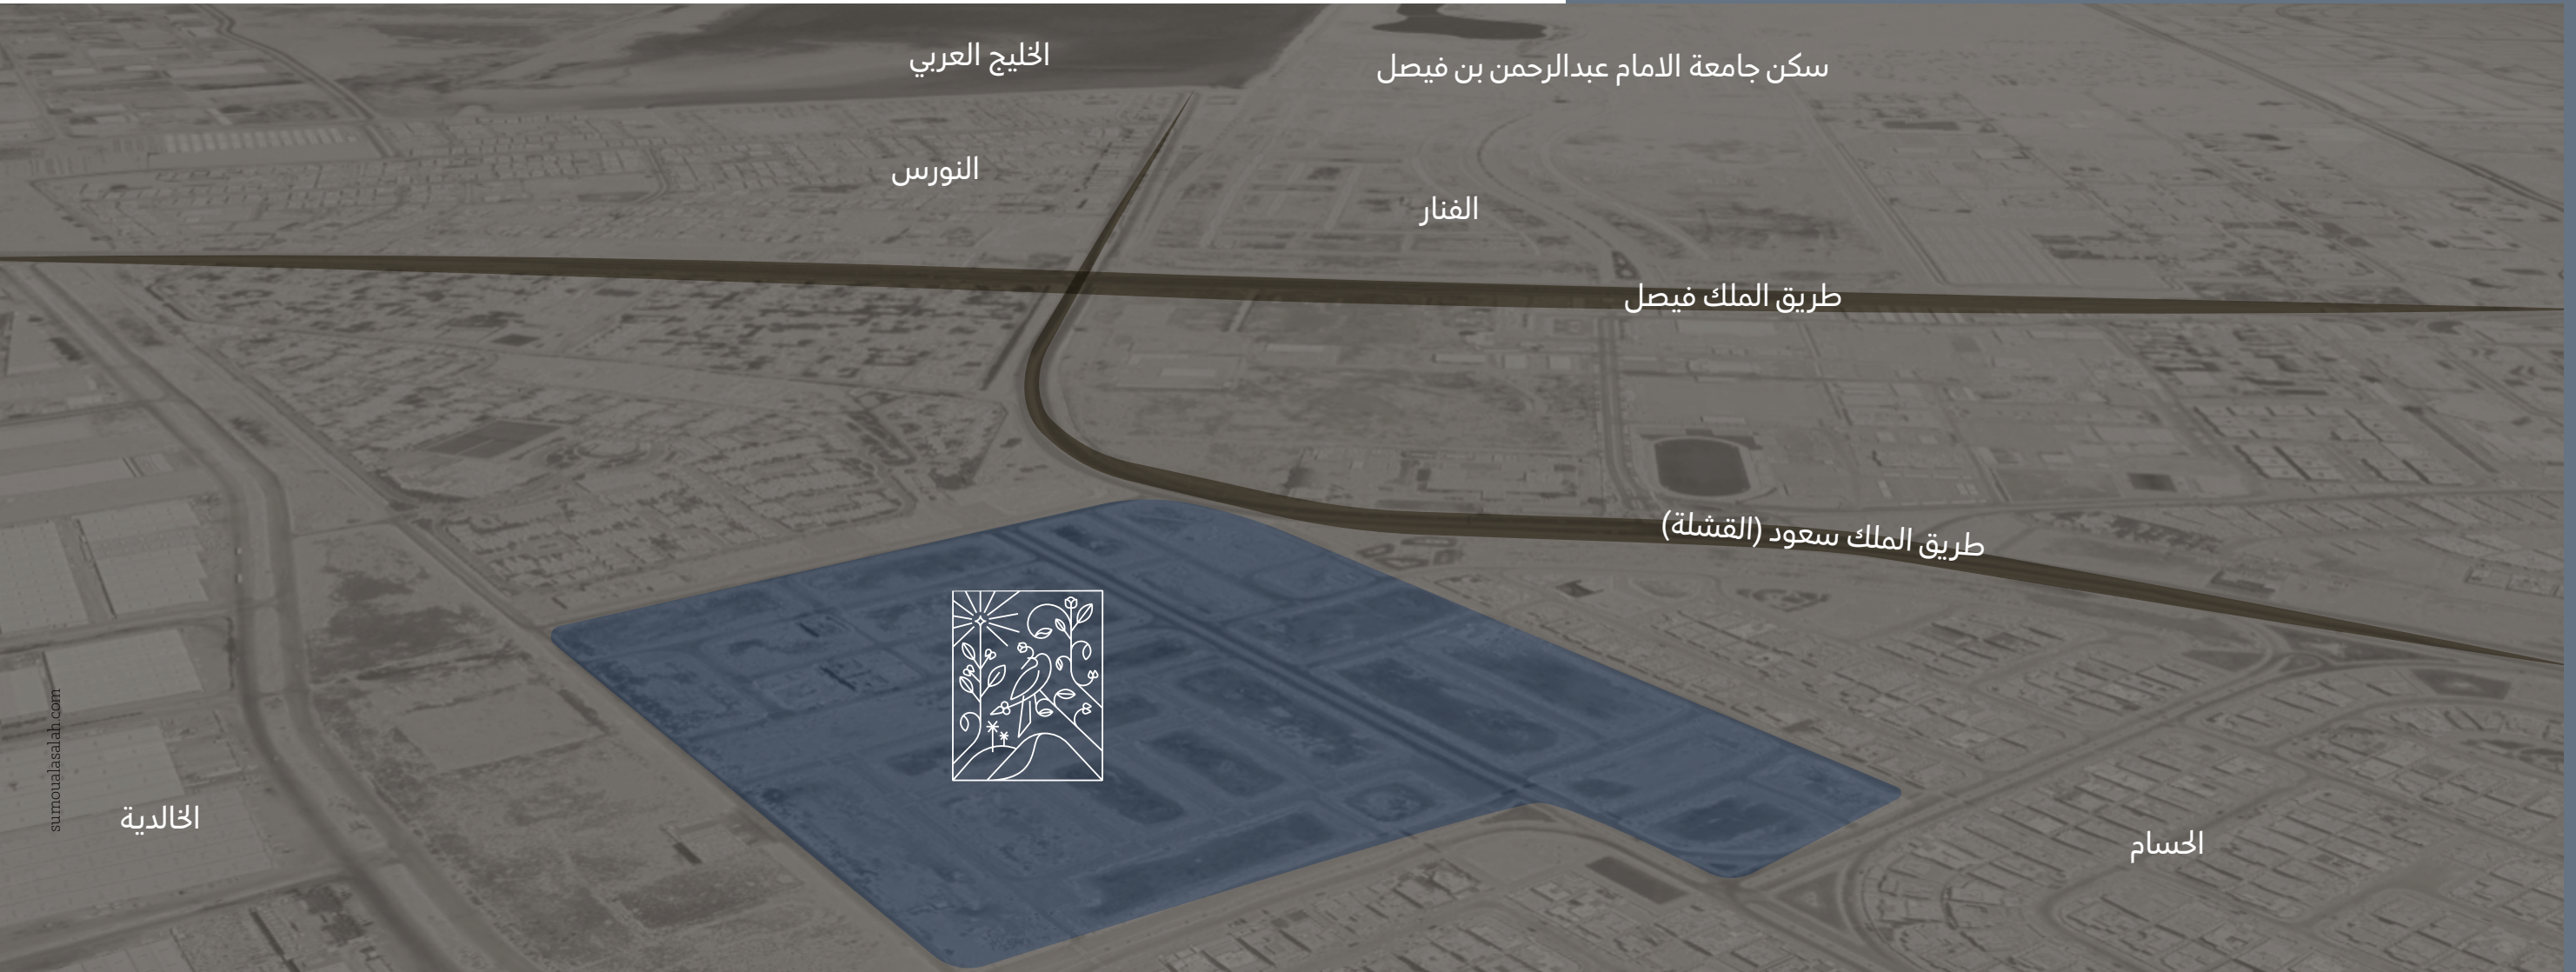 الخليج العربي
سكن جامعة الامام عبدالرحمن بن فيصل
النورس
الفنار
طريق الملك فيصل
طريق الملك سعود (القشلة)
الخالدية
الحسام
sumoualasalah.com